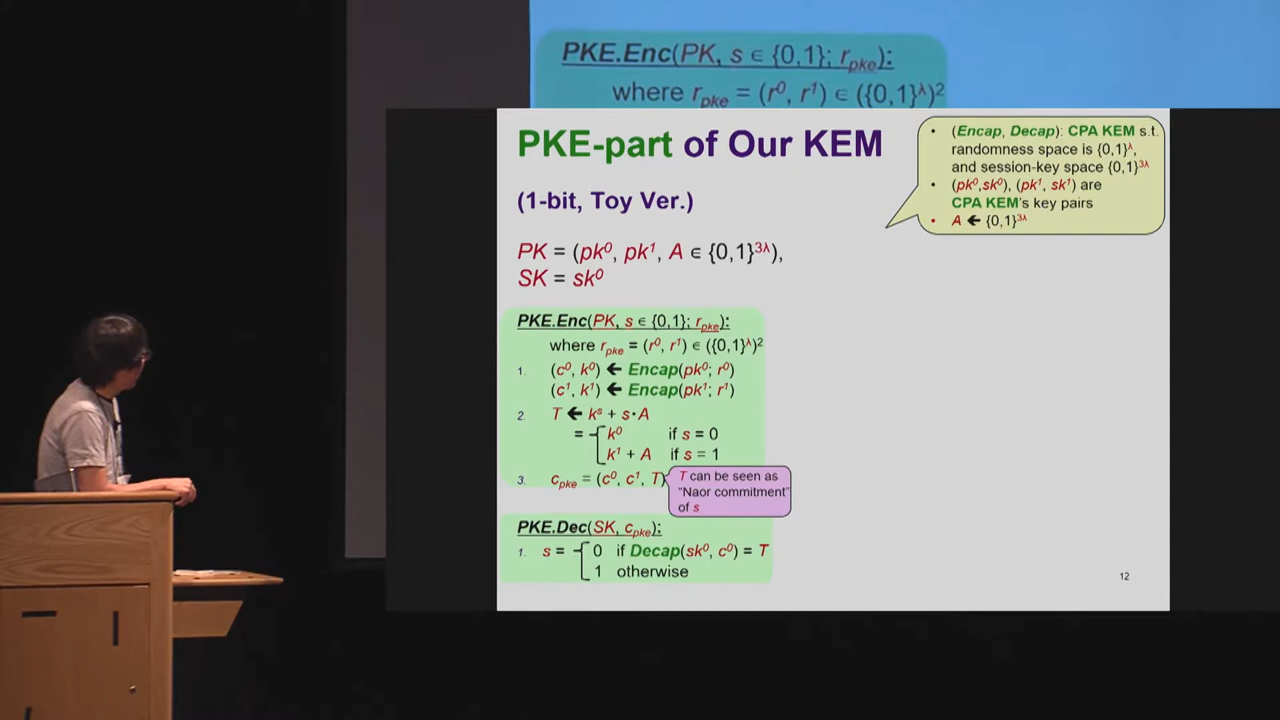 PKE.Enc(PK, s ∈ {0,1}; r_pke):
where r_pke = (r⁰, r¹) ∈ ({0,1}^λ)²
PKE-part of Our KEM
(1-bit, Toy Ver.)
• (Encap, Decap): CPA KEM s.t.
randomness space is {0,1}^λ,
and session-key space {0,1}^3λ
• (pk⁰,sk⁰), (pk¹, sk¹) are
CPA KEM's key pairs
• A ← {0,1}^3λ
PK = (pk⁰, pk¹, A ∈ {0,1}^3λ),
SK = sk⁰
PKE.Enc(PK, s ∈ {0,1}; r_pke):
where r_pke = (r⁰, r¹) ∈ ({0,1}^λ)²
1. (c⁰, k⁰) ← Encap(pk⁰; r⁰)
(c¹, k¹) ← Encap(pk¹; r¹)
2. T ← k^s + s·A
= { k⁰ if s = 0
k¹ + A if s = 1
3. c_pke = (c⁰, c¹, T)
T can be seen as
"Naor commitment"
of s
PKE.Dec(SK, c_pke):
1. s = { 0 if Decap(sk⁰, c⁰) = T
1 otherwise
12